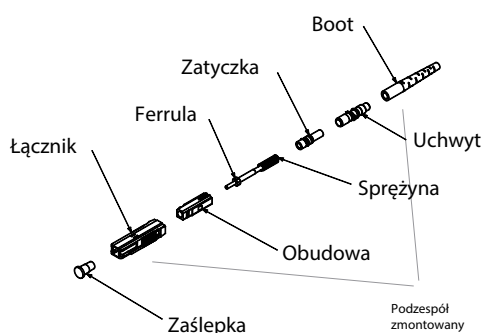 Boot
Zatyczka
Ferrula
Uchwyt
Łącznik
Sprężyna
Obudowa
Zaślepka
Podzespół
zmontowany